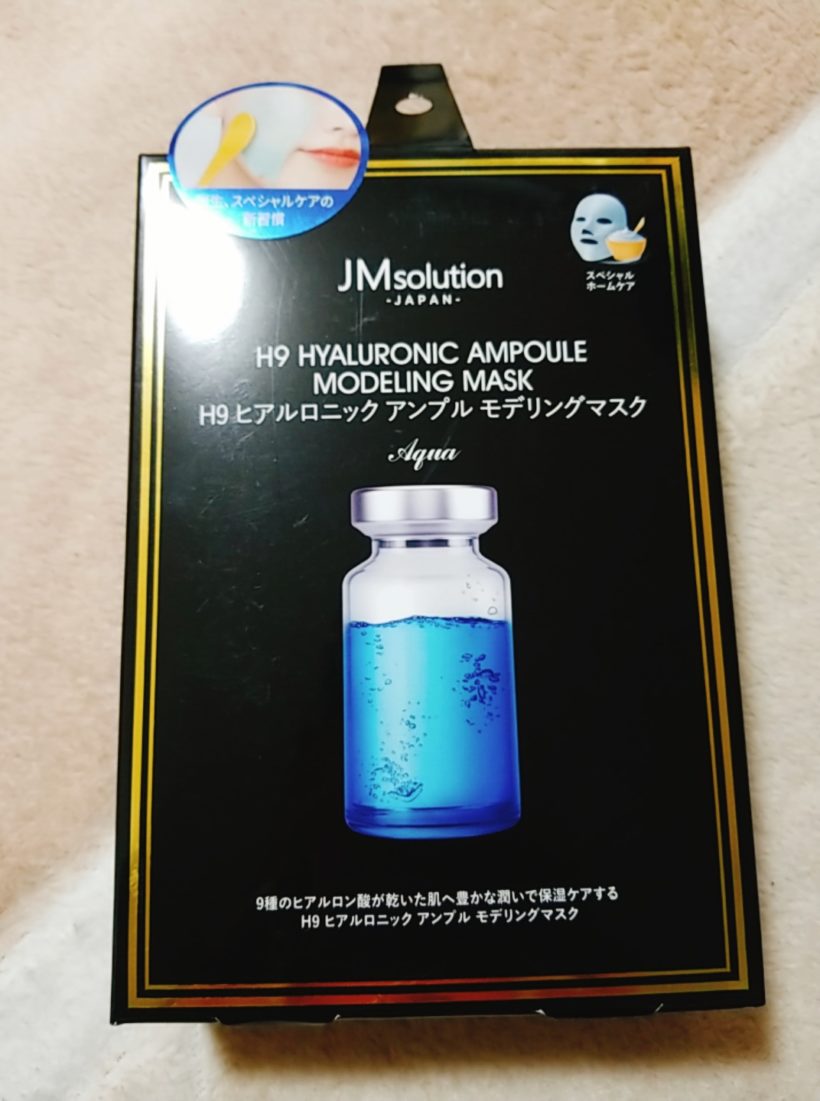 、スペシャルケアの
新習慣
スペシャル
ホームケア
JMsolution
-JAPAN-
H9 HYALURONIC AMPOULE
MODELING MASK
H9 ヒアルロニック アンプル モデリングマスク
Aqua
9種のヒアルロン酸が乾いた肌へ豊かな潤いで保湿ケアする
H9 ヒアルロニック アンプル モデリングマスク